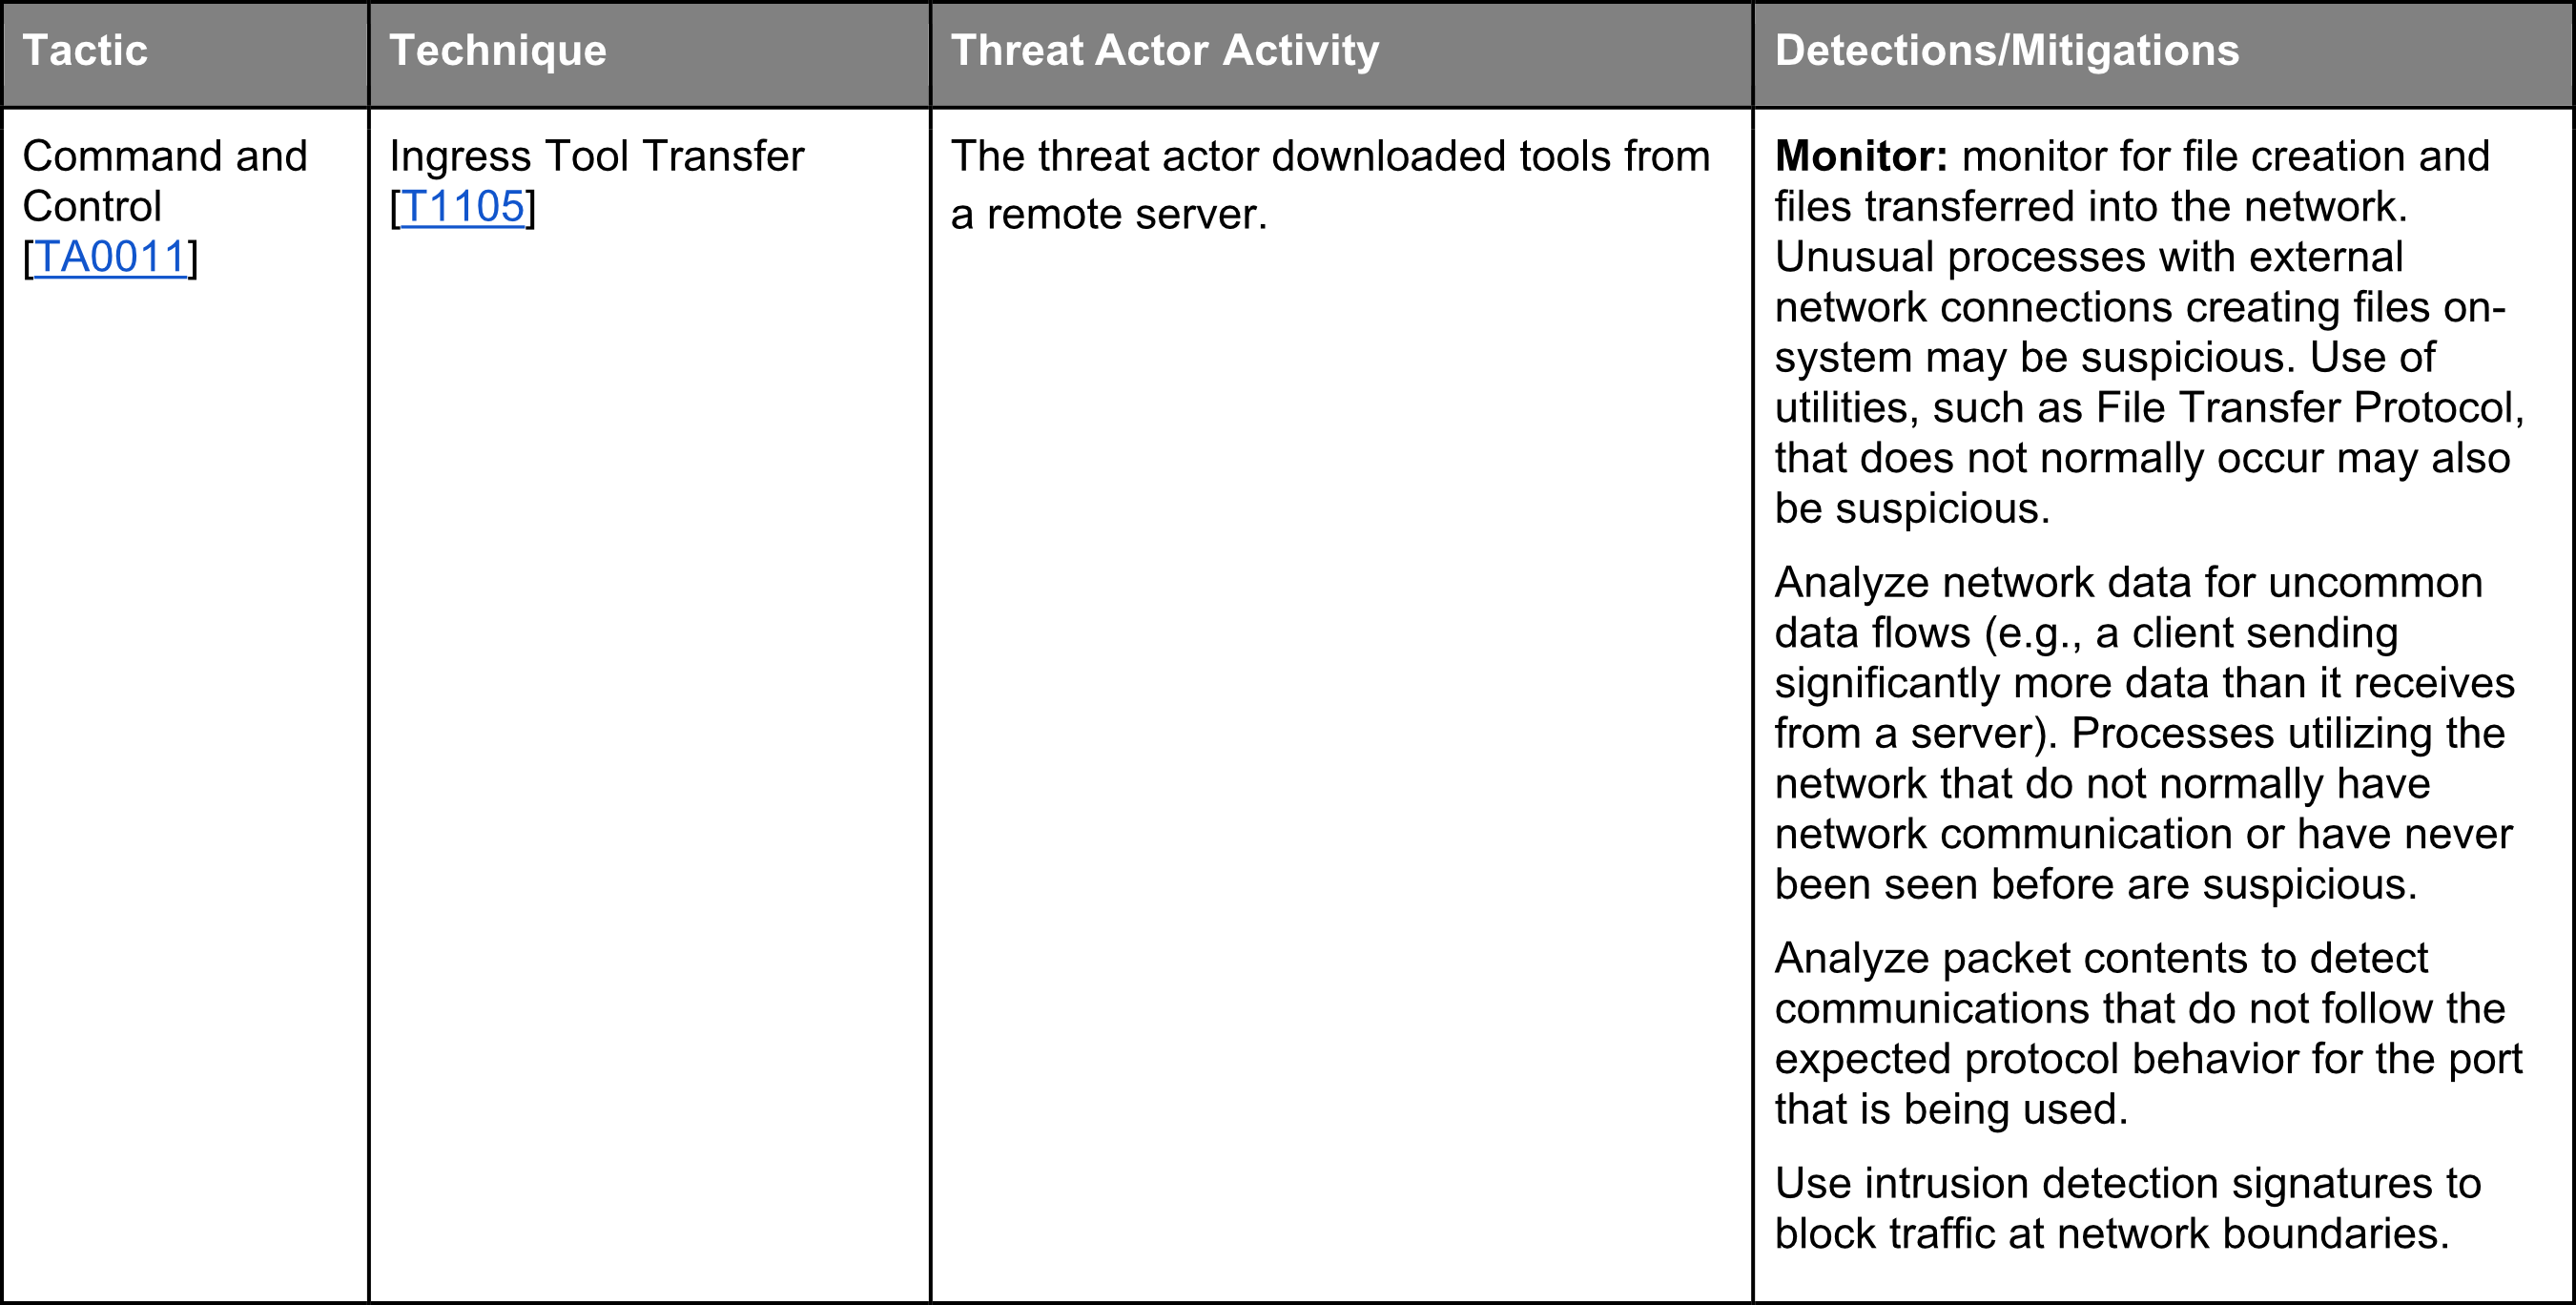 Tactic
Technique
Threat Actor Activity
Detections/Mitigations
Command and
Control
[TA0011]
Ingress Tool Transfer
[T1105]
The threat actor downloaded tools from
a remote server.
Monitor: monitor for file creation and
files transferred into the network.
Unusual processes with external
network connections creating files on-
system may be suspicious. Use of
utilities, such as File Transfer Protocol,
that does not normally occur may also
be suspicious.
Analyze network data for uncommon
data flows (e.g., a client sending
significantly more data than it receives
from a server). Processes utilizing the
network that do not normally have
network communication or have never
been seen before are suspicious.
Analyze packet contents to detect
communications that do not follow the
expected protocol behavior for the port
that is being used.
Use intrusion detection signatures to
block traffic at network boundaries.